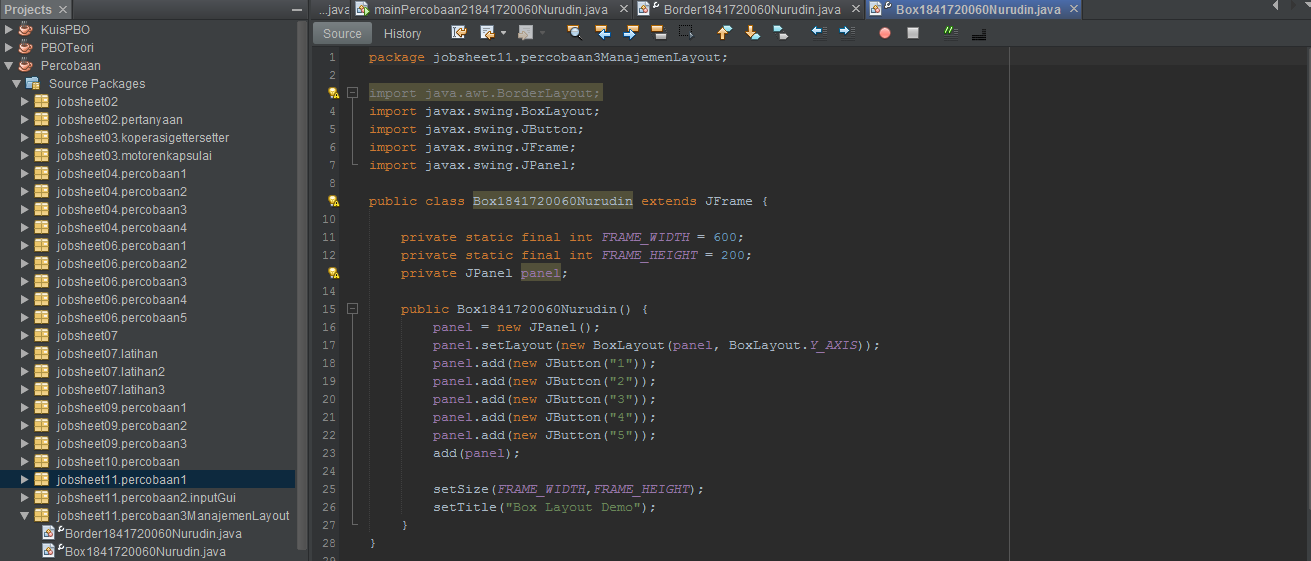 Projects ×
KuisPBO
PBOTeori
Percobaan
Source Packages
jobsheet02
jobsheet02.pertanyaan
jobsheet03.koperasigettersetter
jobsheet03.motorenkapsulai
jobsheet04.percobaan1
jobsheet04.percobaan2
jobsheet04.percobaan3
jobsheet04.percobaan4
jobsheet06.percobaan1
jobsheet06.percobaan2
jobsheet06.percobaan3
jobsheet06.percobaan4
jobsheet06.percobaan5
jobsheet07
jobsheet07.latihan
jobsheet07.latihan2
jobsheet07.latihan3
jobsheet09.percobaan1
jobsheet09.percobaan2
jobsheet09.percobaan3
jobsheet10.percobaan
jobsheet11.percobaan1
jobsheet11.percobaan2.inputGui
jobsheet11.percobaan3ManajemenLayout
Border1841720060Nurudin.java
Box1841720060Nurudin.java
...java mainPercobaan21841720060Nurudin.java × Border1841720060Nurudin.java × Box1841720060Nurudin.java ×
Source History
1 package jobsheet11.percobaan3ManajemenLayout;
2
import java.awt.BorderLayout;
4 import javax.swing.BoxLayout;
5 import javax.swing.JButton;
6 import javax.swing.JFrame;
7 import javax.swing.JPanel;
8
public class Box1841720060Nurudin extends JFrame {
10
11 private static final int FRAME_WIDTH = 600;
12 private static final int FRAME_HEIGHT = 200;
private JPanel panel;
14
15 public Box1841720060Nurudin() {
16 panel = new JPanel();
17 panel.setLayout(new BoxLayout(panel, BoxLayout.Y_AXIS));
18 panel.add(new JButton("1"));
19 panel.add(new JButton("2"));
20 panel.add(new JButton("3"));
21 panel.add(new JButton("4"));
22 panel.add(new JButton("5"));
23 add(panel);
24
25 setSize(FRAME_WIDTH,FRAME_HEIGHT);
26 setTitle("Box Layout Demo");
27 }
28 }
29